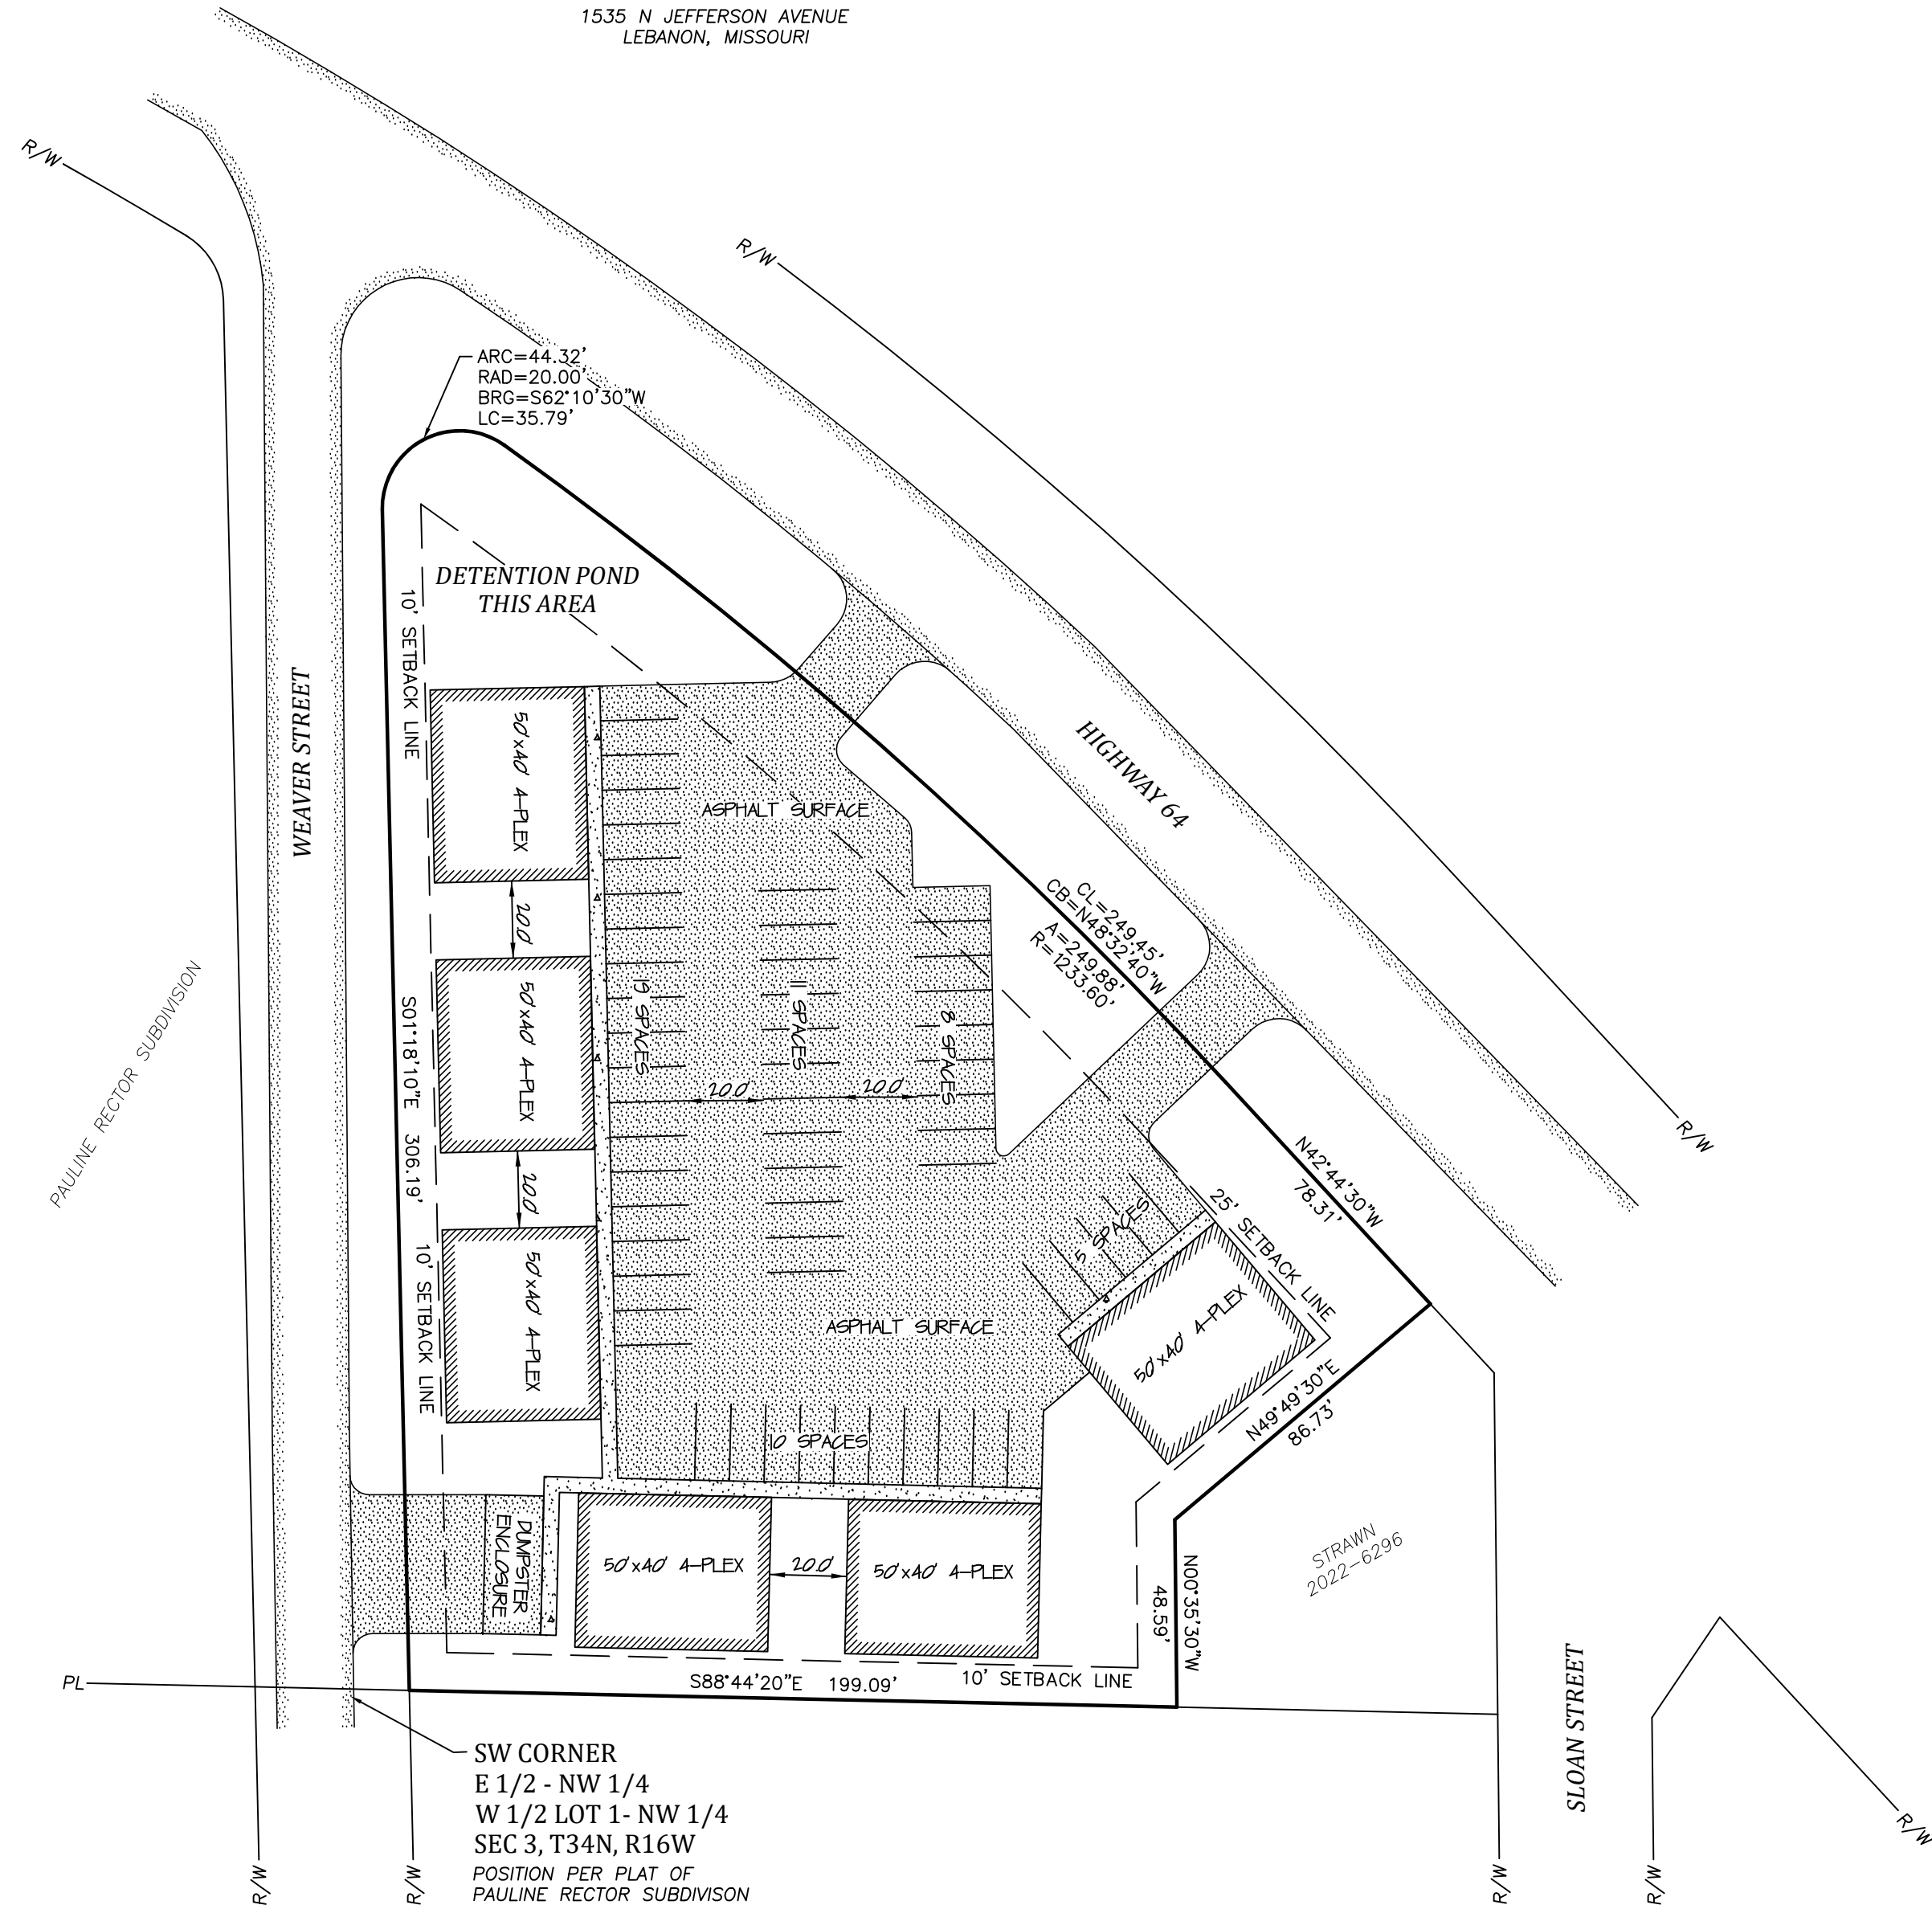 1535 N JEFFERSON AVENUE
LEBANON, MISSOURI
R/W
R/W
ARC=44.32'
RAD=20.00'
BRG=S62°10'30"W
LC=35.79'
DETENTION POND
THIS AREA
10' SETBACK LINE
WEAVER STREET
50'x40' 4-PLEX
ASPHALT SURFACE
HIGHWAY 64
CL=249.45'
CB=N48°32'40"W
A=249.88'
R=1233.60'
20.0'
PAULINE RECTOR SUBDIVISION
S01°18'10"E 306.19'
50'x40' 4-PLEX
19 SPACES
11 SPACES
8 SPACES
20.0'
20.0'
R/W
N42°44'30"W
78.31'
20.0'
25' SETBACK LINE
5 SPACES
10' SETBACK LINE
50'x40' 4-PLEX
ASPHALT SURFACE
50'x40' 4-PLEX
N49°49'30"E
86.73'
10 SPACES
DUMPSTER
ENCLOSURE
50'x40' 4-PLEX
20.0'
50'x40' 4-PLEX
N00°35'30"W
48.59'
STRAWN
2022-6296
PL
S88°44'20"E 199.09'
10' SETBACK LINE
SLOAN STREET
SW CORNER
E 1/2 - NW 1/4
W 1/2 LOT 1- NW 1/4
SEC 3, T34N, R16W
POSITION PER PLAT OF
PAULINE RECTOR SUBDIVISON
R/W
R/W
R/W
R/W
R/W